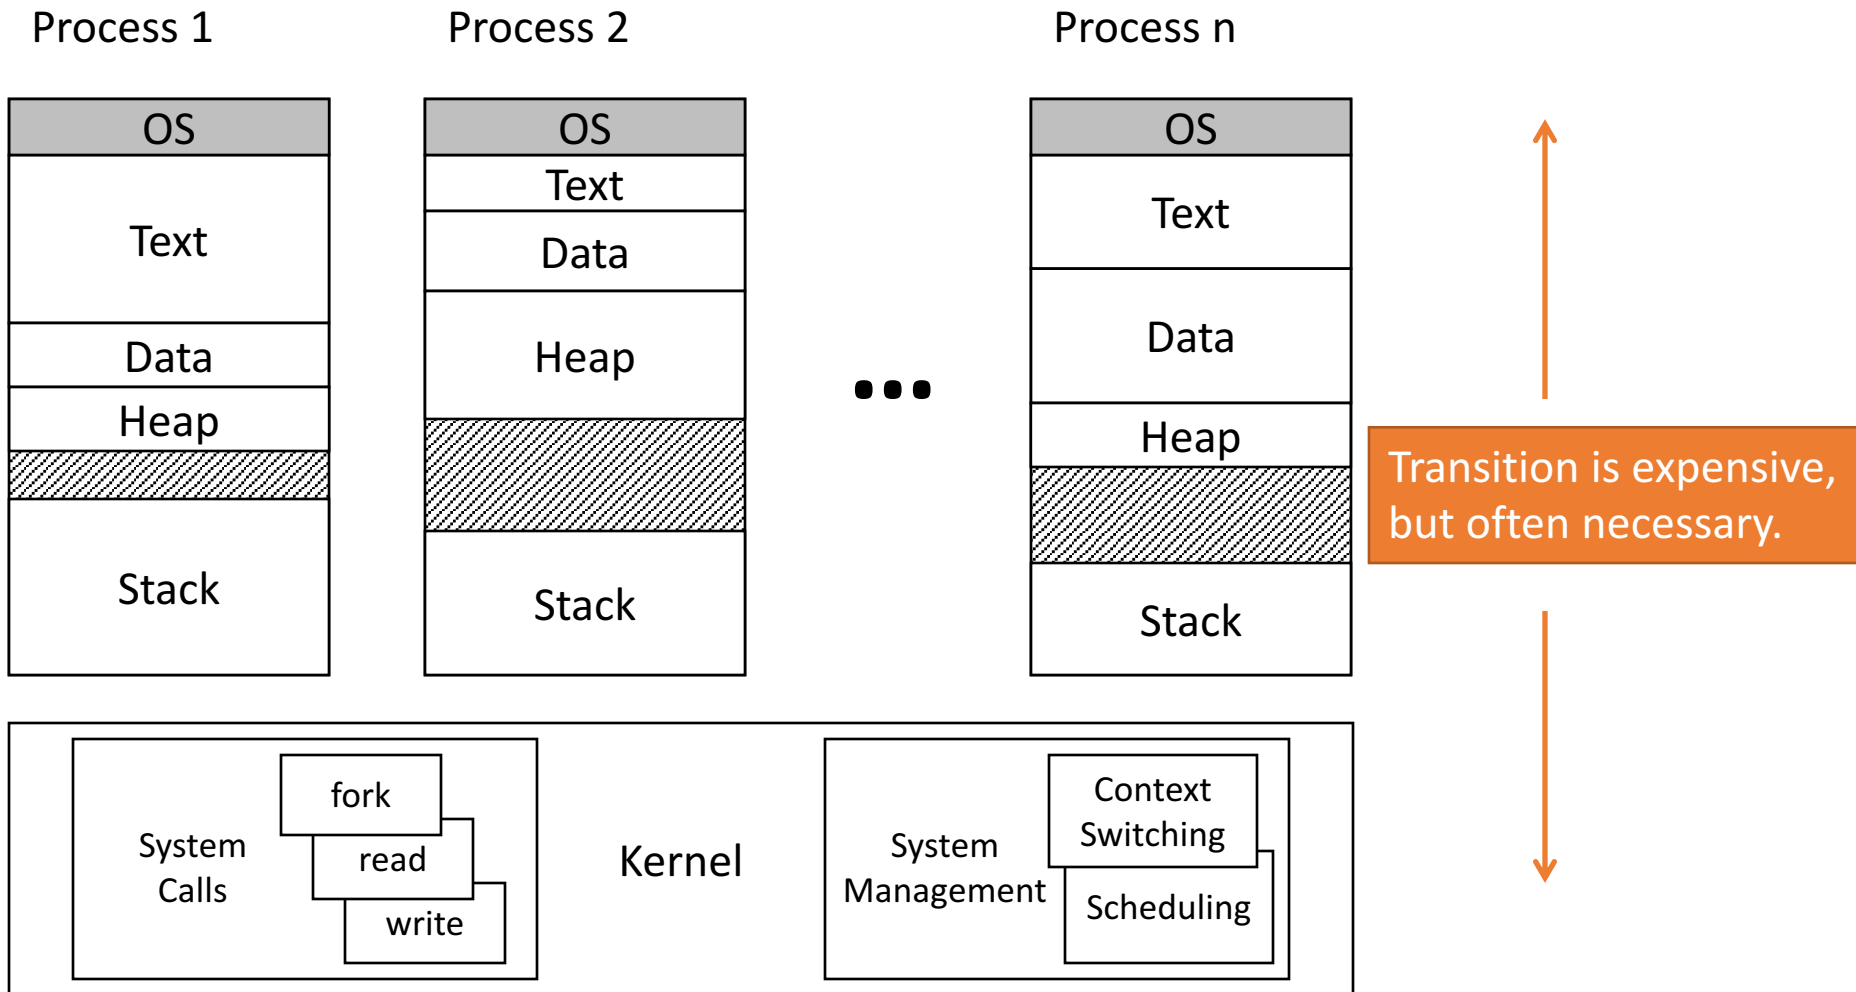 Process 1
Process 2
Process n
OS
Text
Data
Heap
Stack
OS
Text
Data
Heap
Stack
...
OS
Text
Data
Heap
Stack
Transition is expensive,
but often necessary.
System
Calls
fork
read
write
Kernel
System
Management
Context
Switching
Scheduling